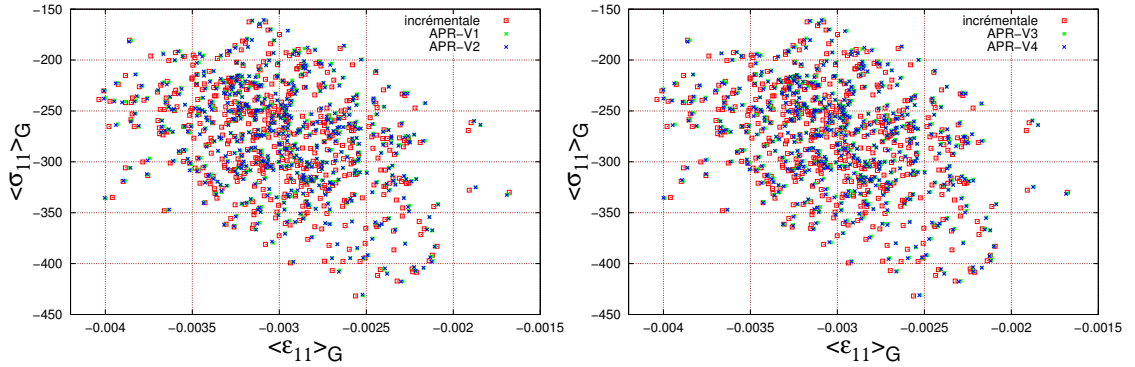 −150
−200
−250
−300
−350
−400
−450
<σ11>G
incrémentale
APR−V1
APR−V2
−0.004
−0.0035
−0.003
−0.0025
−0.002
−0.0015
<ε11>G
−150
−200
−250
−300
−350
−400
−450
<σ11>G
incrémentale
APR−V3
APR−V4
−0.004
−0.0035
−0.003
−0.0025
−0.002
−0.0015
<ε11>G